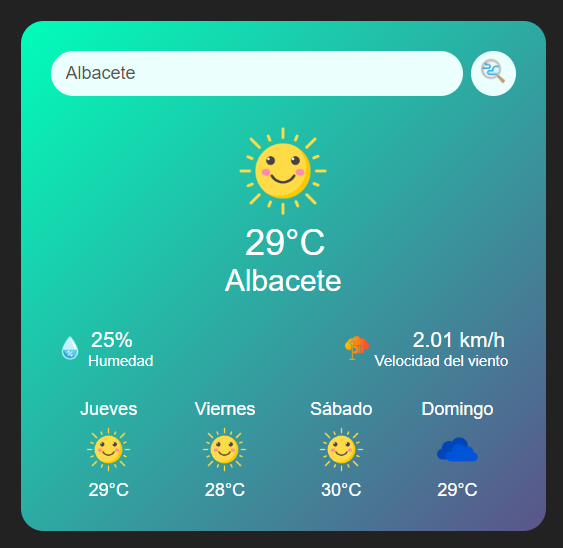 Albacete
29°C
Albacete
25%
Humedad
2.01 km/h
Velocidad del viento
Jueves Viernes Sábado Domingo
29°C 28°C 30°C 29°C